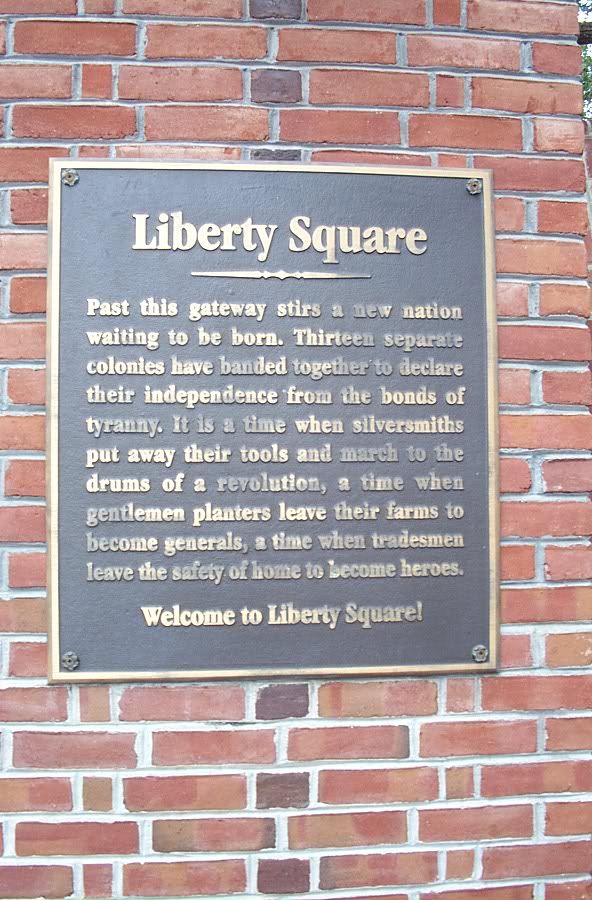 Liberty Square
Past this gateway stirs a new nation
waiting to be born. Thirteen separate
colonies have banded together to declare
their independence from the bonds of
tyranny. It is a time when silversmiths
put away their tools and march to the
drums of a revolution, a time when
gentlemen planters leave their farms to
become generals, a time when tradesmen
leave the safety of home to become heroes.
Welcome to Liberty Square!